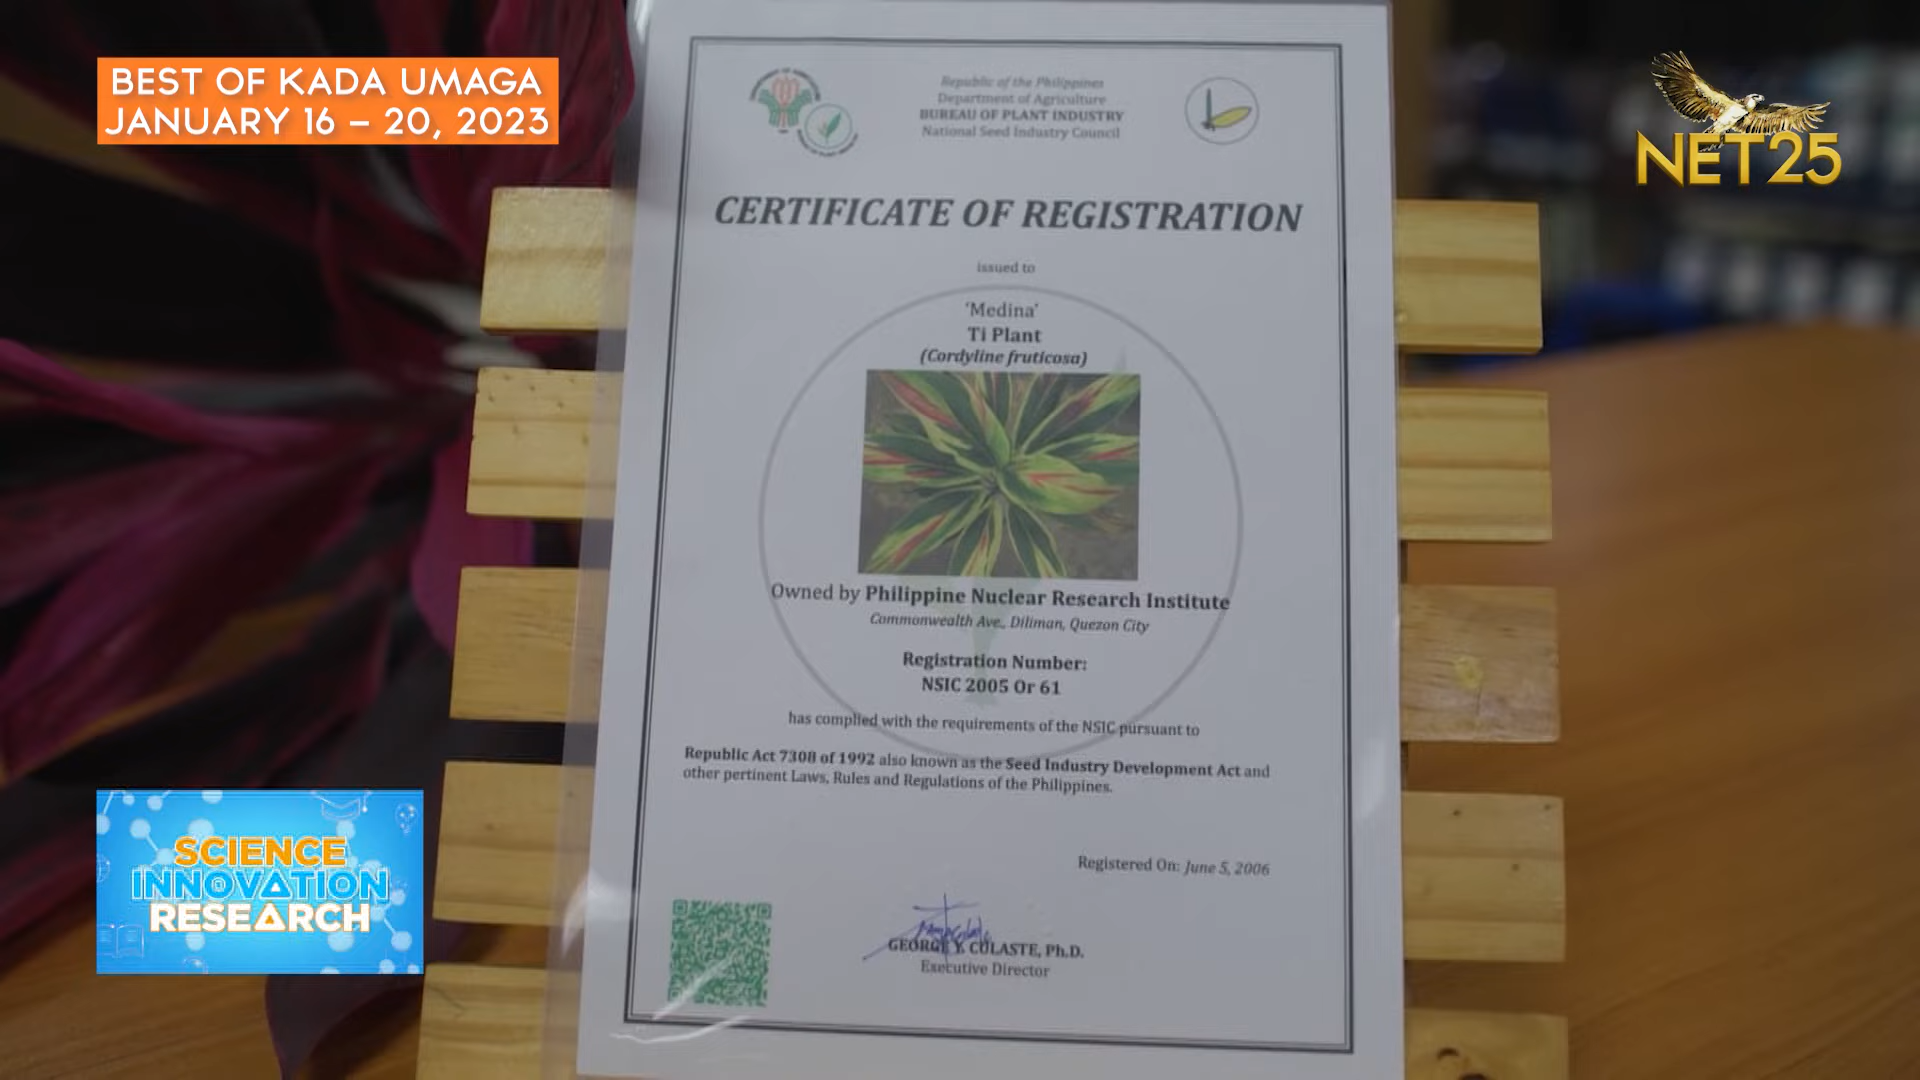 BEST OF KADA UMAGA
JANUARY 16 – 20, 2023
NET25
Republic of the Philippines
Department of Agriculture
BUREAU OF PLANT INDUSTRY
National Seed Industry Council
CERTIFICATE OF REGISTRATION
issued to
'Medina'
Ti Plant
(Cordyline fruticosa)
Owned by Philippine Nuclear Research Institute
Commonwealth Ave., Diliman, Quezon City
Registration Number:
NSIC 2005 Or 61
has complied with the requirements of the NSIC pursuant to
Republic Act 7308 of 1992 also known as the Seed Industry Development Act and
other pertinent Laws, Rules and Regulations of the Philippines.
Registered On: June 5, 2006
GEORGE Y. CULASTE, Ph.D.
Executive Director
SCIENCE
INNOVATION
RESEARCH